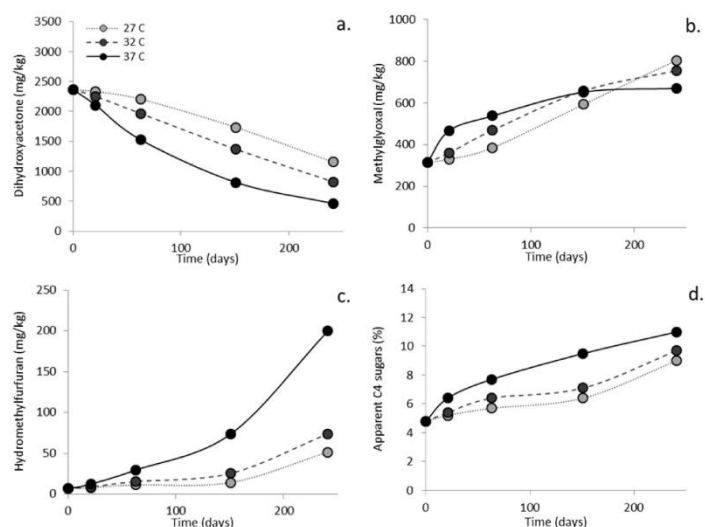 a.
3500
3000
2500
2000
1500
1000
500
0
Dihydroxyacetone (mg/kg)
27 C
32 C
37 C
0 100 200
Time (days)
b.
1000
800
600
400
200
0
Methylglyoxal (mg/kg)
0 100 200
Time (days)
c.
250
200
150
100
50
0
Hydromethylfurfuran (mg/kg)
0 100 200
Time (days)
d.
14
12
10
8
6
4
2
0
Apparent C4 sugars (%)
0 100 200
Time (days)